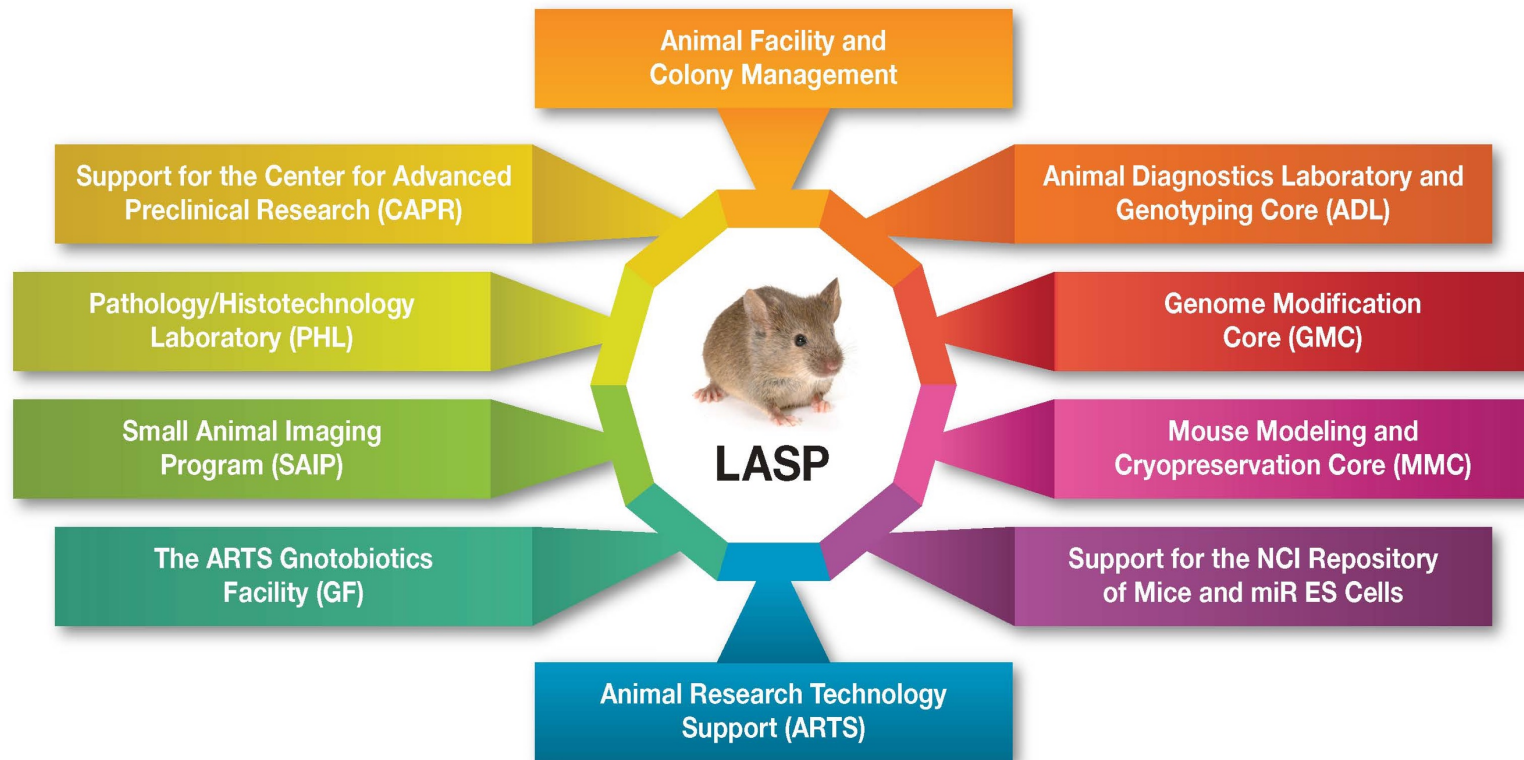 Animal Facility and
Colony Management
Support for the Center for Advanced
Preclinical Research (CAPR)
Animal Diagnostics Laboratory and
Genotyping Core (ADL)
Pathology/Histotechnology
Laboratory (PHL)
Genome Modification
Core (GMC)
Small Animal Imaging
Program (SAIP)
LASP
Mouse Modeling and
Cryopreservation Core (MMC)
The ARTS Gnotobiotics
Facility (GF)
Support for the NCI Repository
of Mice and miR ES Cells
Animal Research Technology
Support (ARTS)